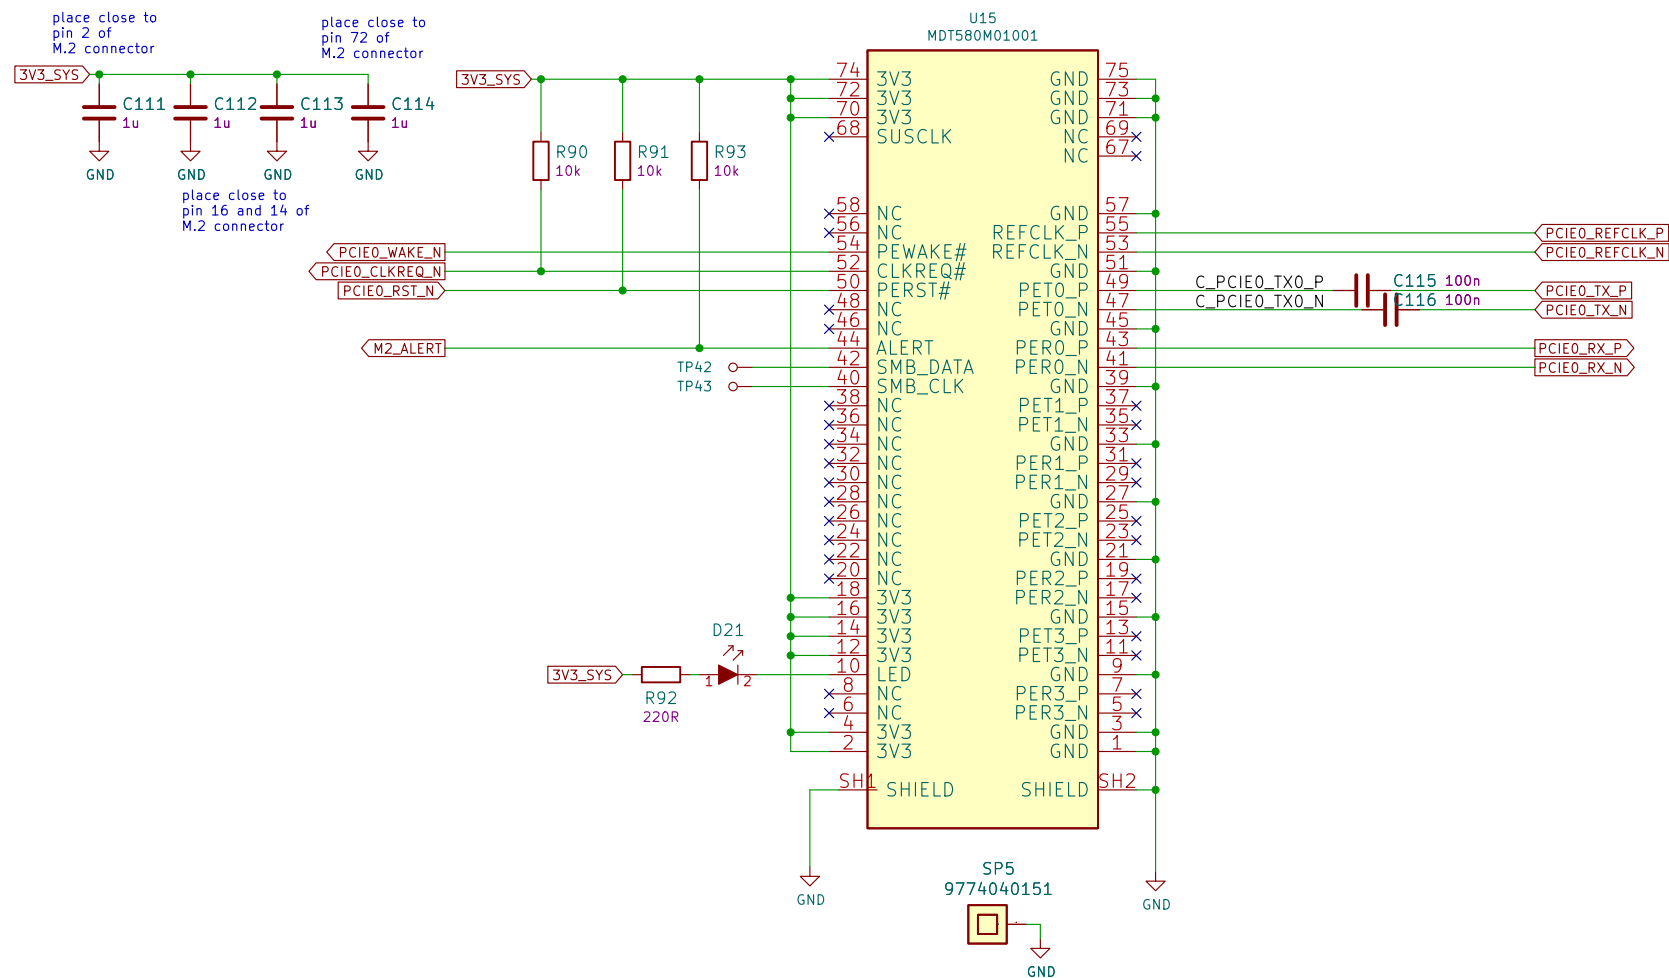 place close to
pin 2 of
M.2 connector
place close to
pin 72 of
M.2 connector
3V3_SYS
C111
1u
C112
1u
C113
1u
C114
1u
GND
GND
GND
GND
place close to
pin 16 and 14 of
M.2 connector
3V3_SYS
R90
10k
R91
10k
R93
10k
PCIE0_WAKE_N
PCIE0_CLKREQ_N
PCIE0_RST_N
M2_ALERT
TP42
TP43
3V3_SYS
R92
220R
D21
1
2
U15
MDT580M01001
74 3V3
72 3V3
70 3V3
68 SUSCLK
58 NC
56 NC
54 PEWAKE#
52 CLKREQ#
50 PERST#
48 NC
46 NC
44 ALERT
42 SMB_DATA
40 SMB_CLK
38 NC
36 NC
34 NC
32 NC
30 NC
28 NC
26 NC
24 NC
22 NC
20 NC
18 3V3
16 3V3
14 3V3
12 3V3
10 LED
8 NC
6 NC
4 3V3
2 3V3
SH1 SHIELD
GND 75
GND 73
GND 71
NC 69
NC 67
GND 57
REFCLK_P 55
REFCLK_N 53
GND 51
PET0_P 49
PET0_N 47
GND 45
PER0_P 43
PER0_N 41
GND 39
PET1_P 37
PET1_N 35
GND 33
PER1_P 31
PER1_N 29
GND 27
PET2_P 25
PET2_N 23
GND 21
PER2_P 19
PER2_N 17
GND 15
PET3_P 13
PET3_N 11
GND 9
PER3_P 7
PER3_N 5
GND 3
GND 1
SHIELD SH2
C_PCIE0_TX0_P
C_PCIE0_TX0_N
C115 100n
C116 100n
PCIE0_REFCLK_P
PCIE0_REFCLK_N
PCIE0_TX_P
PCIE0_TX_N
PCIE0_RX_P
PCIE0_RX_N
GND
GND
SP5
9774040151
GND